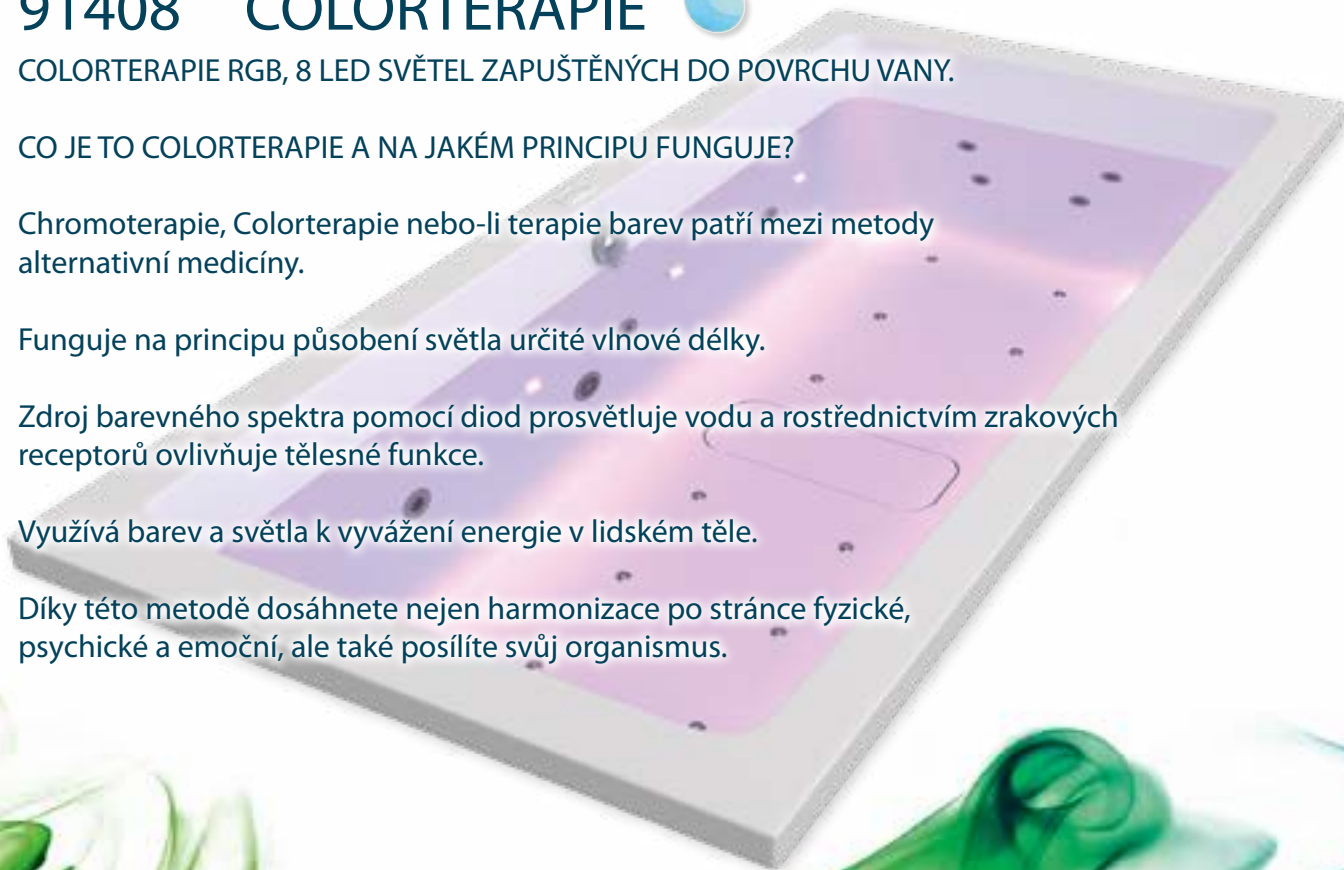 91408 COLORTERAPIE
COLORTERAPIE RGB, 8 LED SVĚTEL ZAPUŠTĚNÝCH DO POVRCHU VANY.
CO JE TO COLORTERAPIE A NA JAKÉM PRINCIPU FUNGUJE?
Chromoterapie, Colorterapie nebo-li terapie barev patří mezi metody
alternativní medicíny.
Funguje na principu působení světla určité vlnové délky.
Zdroj barevného spektra pomocí diod prosvětluje vodu a rostřednictvím zrakových
receptorů ovlivňuje tělesné funkce.
Využívá barev a světla k vyvážení energie v lidském těle.
Díky této metodě dosáhnete nejen harmonizace po stránce fyzické,
psychické a emoční, ale také posílíte svůj organismus.